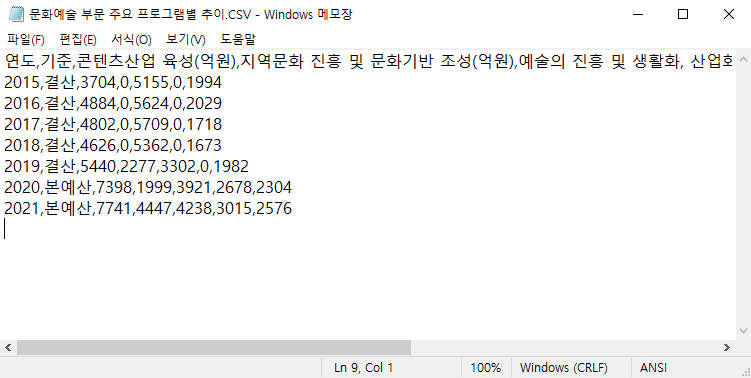 문화예술 부문 주요 프로그램별 추이.CSV - Windows 메모장
파일(F) 편집(E) 서식(O) 보기(V) 도움말
연도,기준,콘텐츠산업 육성(억원),지역문화 진흥 및 문화기반 조성(억원),예술의 진흥 및 생활화, 산업화
2015,결산,3704,0,5155,0,1994
2016,결산,4884,0,5624,0,2029
2017,결산,4802,0,5709,0,1718
2018,결산,4626,0,5362,0,1673
2019,결산,5440,2277,3302,0,1982
2020,본예산,7398,1999,3921,2678,2304
2021,본예산,7741,4447,4238,3015,2576
Ln 9, Col 1 100% Windows (CRLF) ANSI